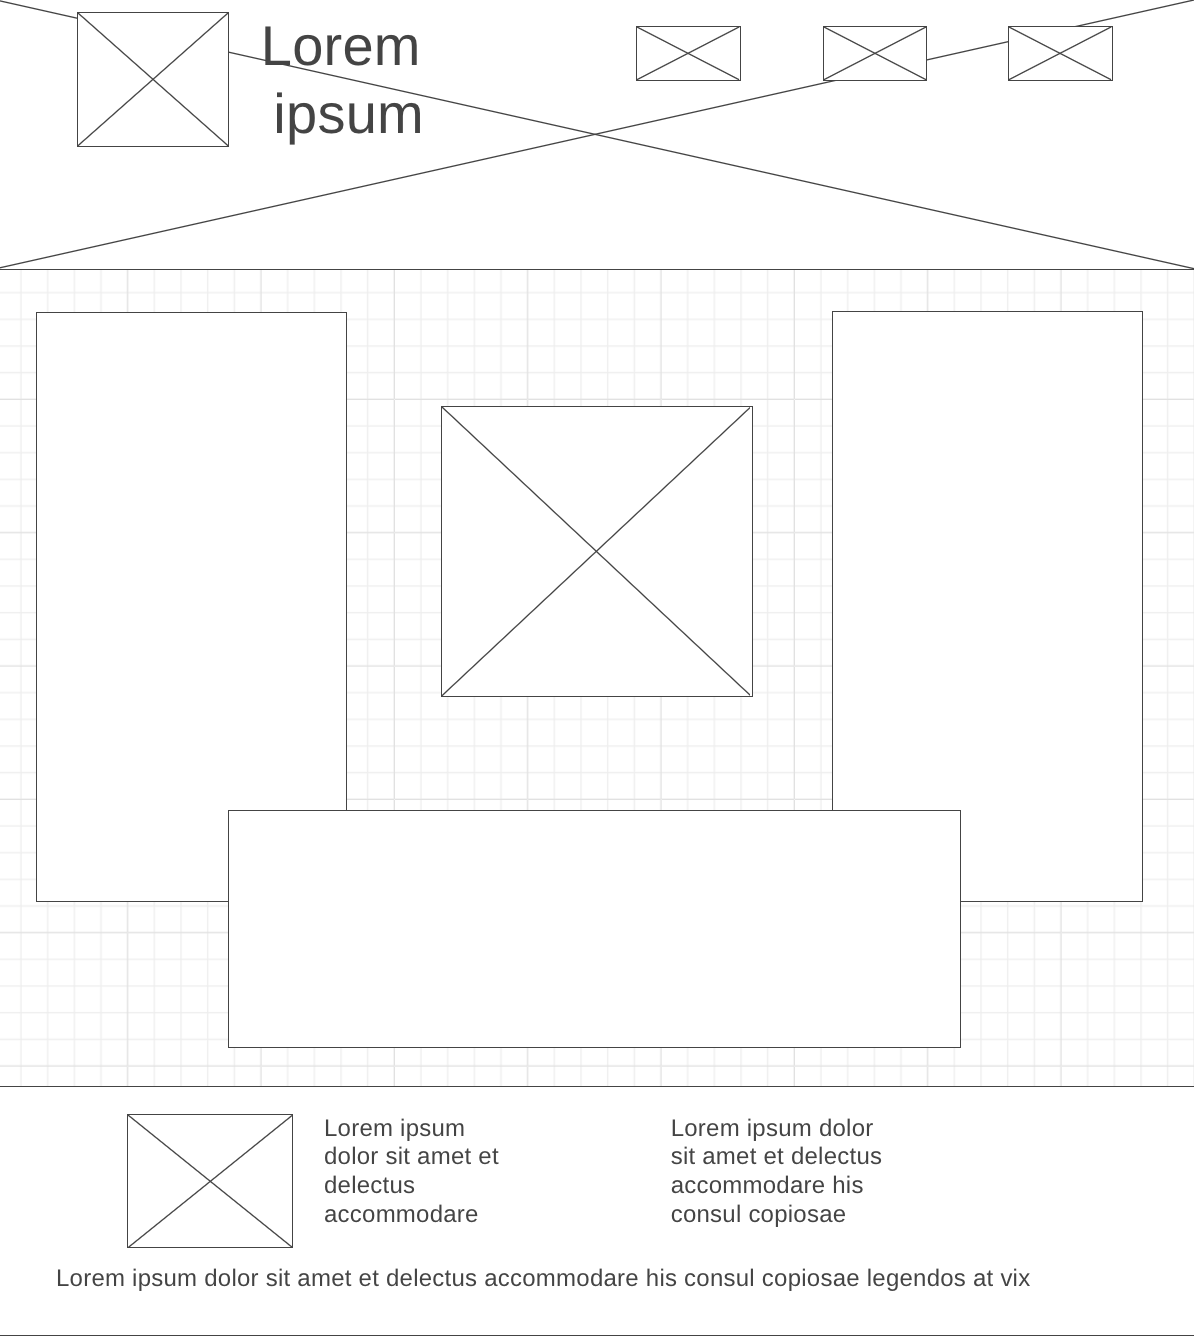 Lorem
ipsum
Lorem ipsum
dolor sit amet et
delectus
accommodare
Lorem ipsum dolor
sit amet et delectus
accommodare his
consul copiosae
Lorem ipsum dolor sit amet et delectus accommodare his consul copiosae legendos at vix